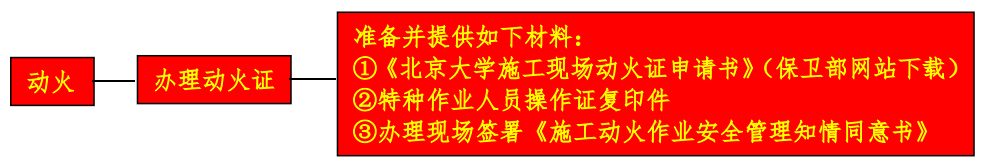 动火
办理动火证
准备并提供如下材料：
①《北京大学施工现场动火证申请书》（保卫部网站下载）
②特种作业人员操作证复印件
③办理现场签署《施工动火作业安全管理知情同意书》